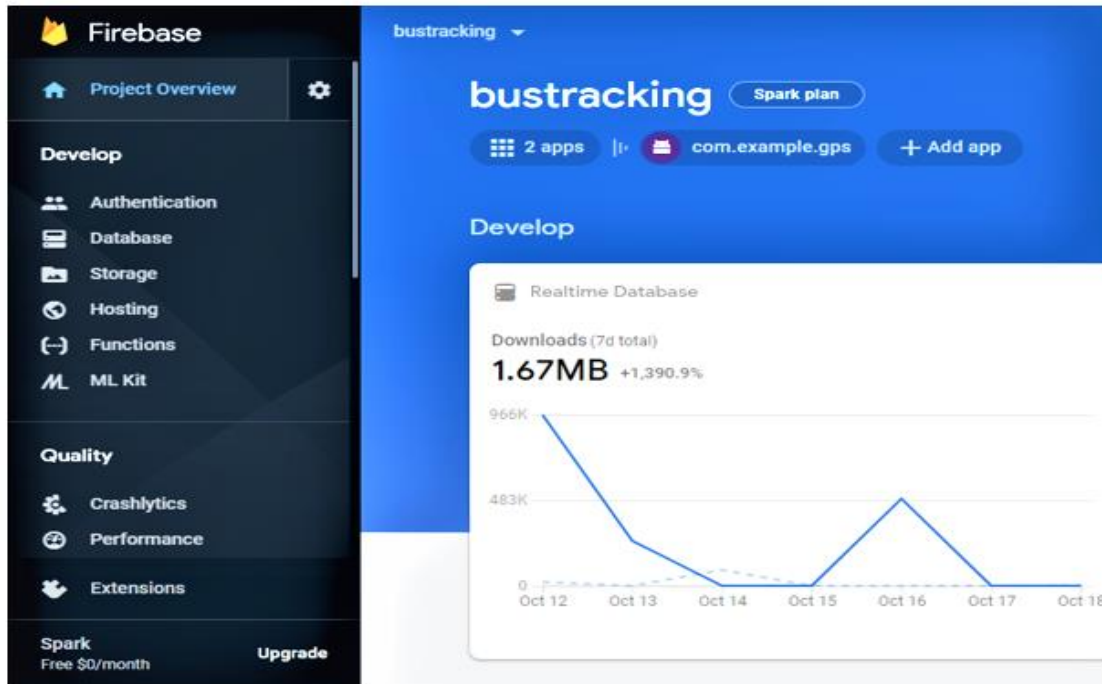 Firebase
Project Overview
Develop
Authentication
Database
Storage
Hosting
Functions
ML Kit
Quality
Crashlytics
Performance
Extensions
Spark
Free $0/month
Upgrade
bustracking
bustracking Spark plan
2 apps com.example.gps + Add app
Develop
Realtime Database
Downloads (7d total)
1.67MB +1,390.9%
966K
483K
0
Oct 12 Oct 13 Oct 14 Oct 15 Oct 16 Oct 17 Oct 18